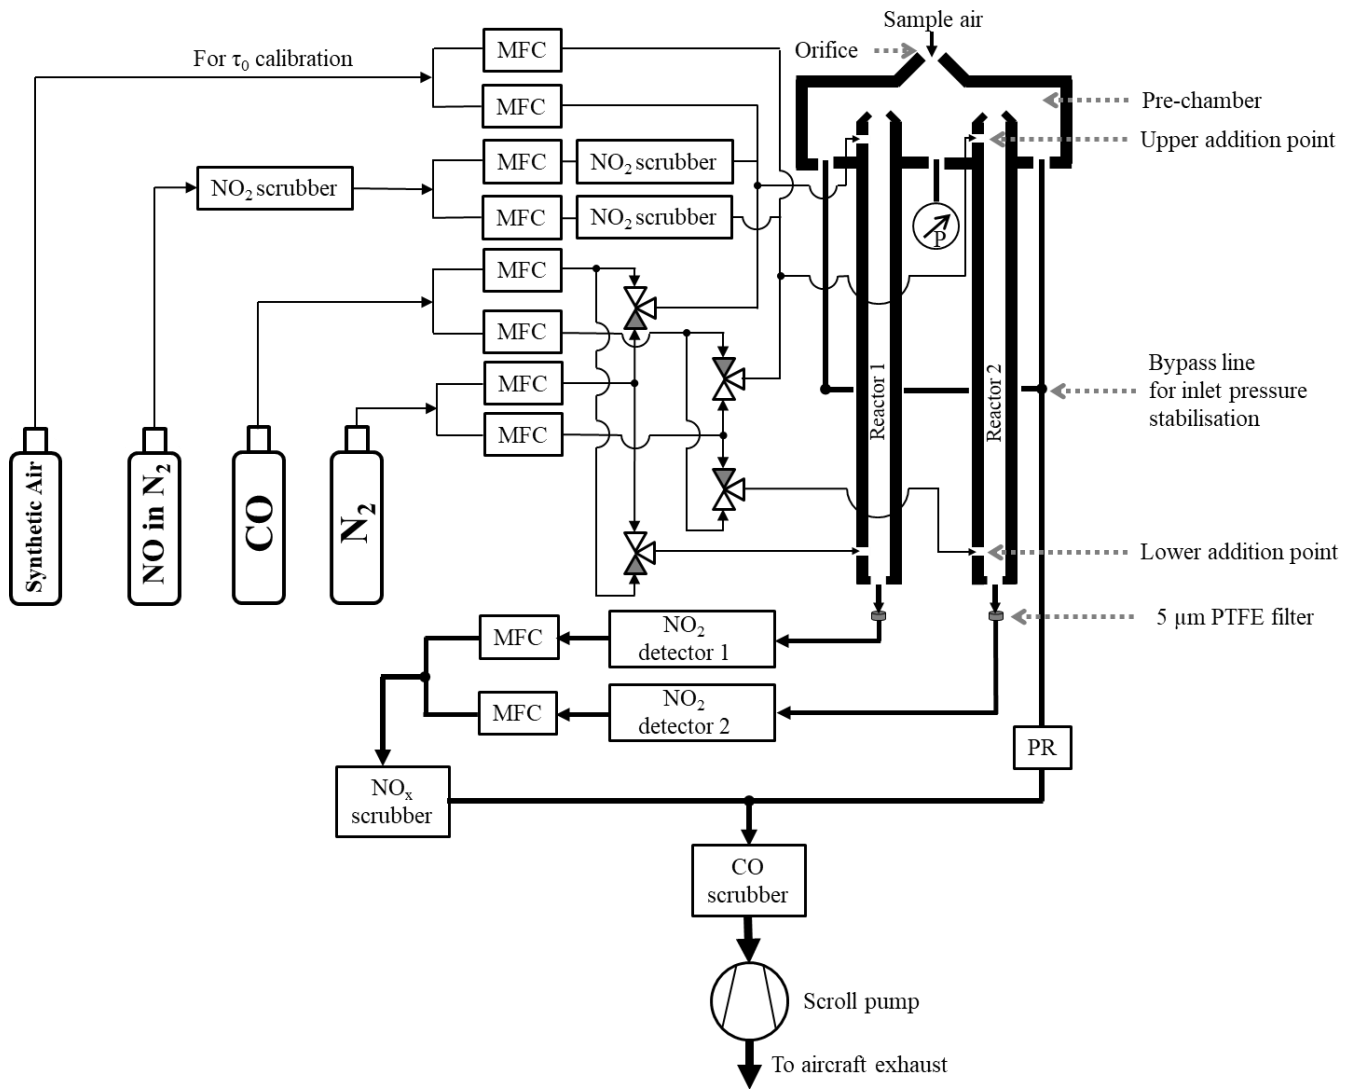 Sample air
Orifice
For τ₀ calibration
MFC
MFC
Pre-chamber
Upper addition point
MFC
NO₂ scrubber
NO₂ scrubber
MFC
NO₂ scrubber
P
MFC
MFC
MFC
MFC
Reactor 1
Reactor 2
Bypass line
for inlet pressure
stabilisation
Synthetic Air
NO in N₂
CO
N₂
Lower addition point
5 µm PTFE filter
MFC
NO₂
detector 1
MFC
NO₂
detector 2
PR
NOₓ
scrubber
CO
scrubber
Scroll pump
To aircraft exhaust